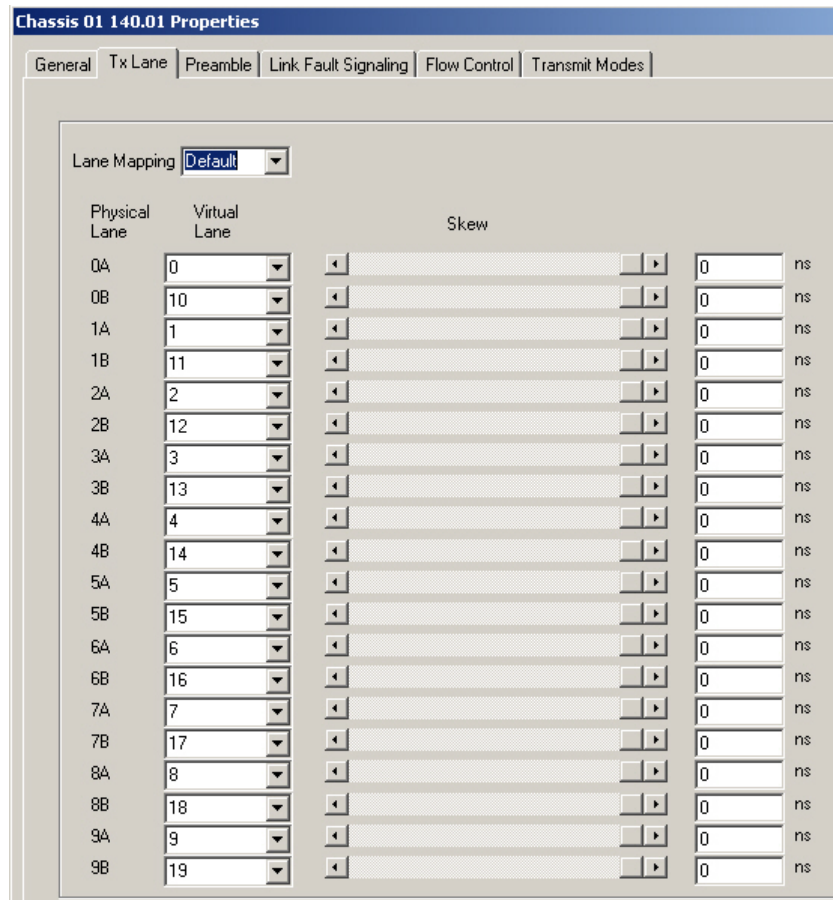 Chassis 01 140.01 Properties
General Tx Lane Preamble Link Fault Signaling Flow Control Transmit Modes
Lane Mapping Default
Physical Lane Virtual Lane Skew
0A 0 0 ns
0B 10 0 ns
1A 1 0 ns
1B 11 0 ns
2A 2 0 ns
2B 12 0 ns
3A 3 0 ns
3B 13 0 ns
4A 4 0 ns
4B 14 0 ns
5A 5 0 ns
5B 15 0 ns
6A 6 0 ns
6B 16 0 ns
7A 7 0 ns
7B 17 0 ns
8A 8 0 ns
8B 18 0 ns
9A 9 0 ns
9B 19 0 ns